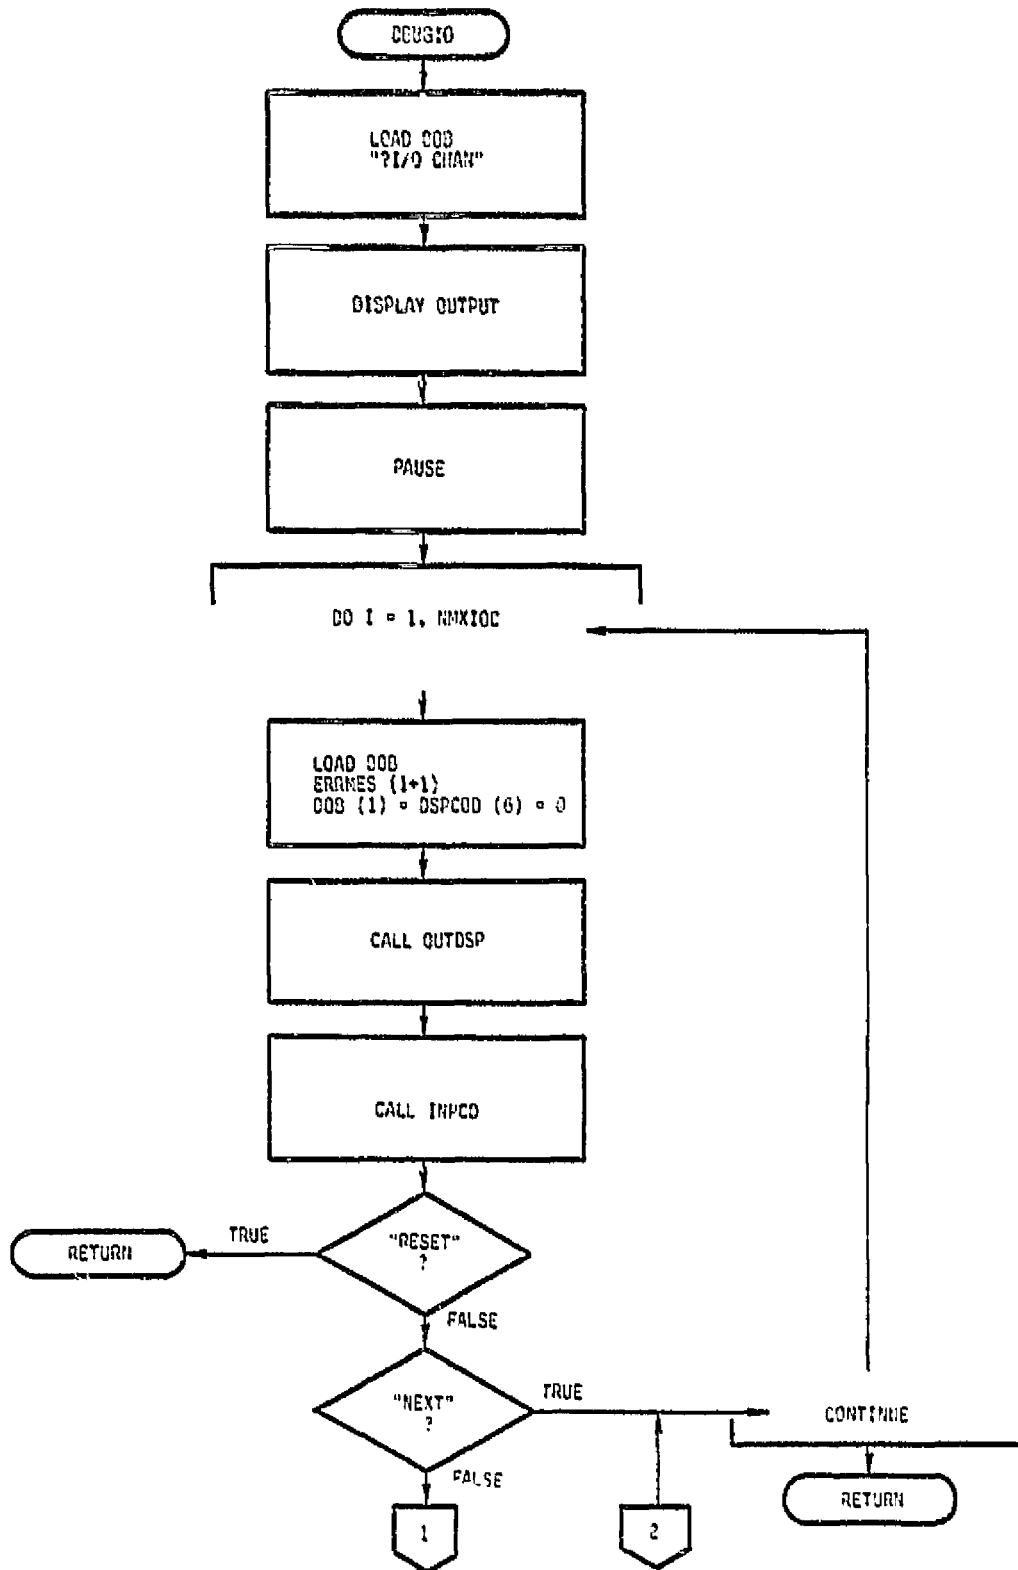 DBUGIO
LOAD DOB
"?I/O CHAN"
DISPLAY OUTPUT
PAUSE
DO I = 1, NMXIOC
LOAD DOB
ERRMES (I+1)
DOB (1) = DSPCOD (6) = 0
CALL OUTDSP
CALL INPCD
"RESET"
?
TRUE
RETURN
FALSE
"NEXT"
?
TRUE
CONTINUE
FALSE
RETURN
1
2